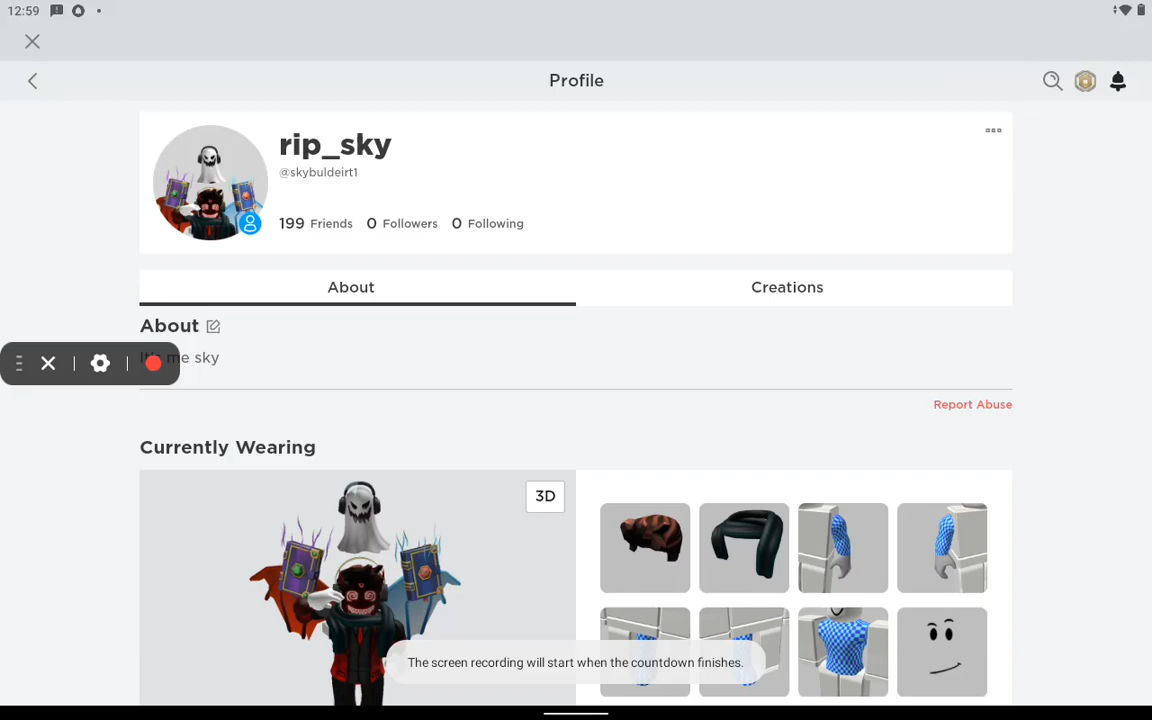 12:59
Profile
rip_sky
@skybuldeirt1
199 Friends 0 Followers 0 Following
About Creations
About
It's me sky
Report Abuse
Currently Wearing
3D
The screen recording will start when the countdown finishes.